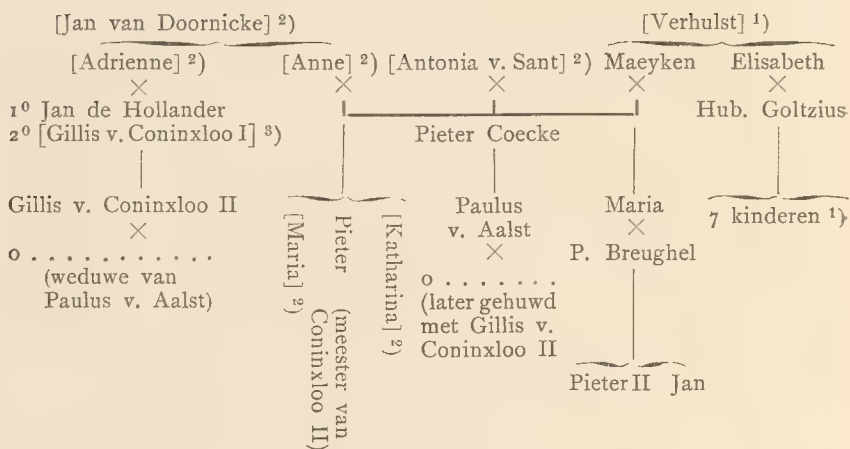 [Jan van Doornicke] ²) [Verhulst] ¹)
[Adrienne] ²) [Anne] ²) [Antonia v. Sant] ²) Maeyken Elisabeth
× × × × ×
1⁰ Jan de Hollander Hub. Goltzius
2⁰ [Gillis v. Coninxloo I] ³) Pieter Coecke
Gillis v. Coninxloo II
×
o . . . . . . . . . . .
(weduwe van
Paulus v. Aalst)
[Maria] ²)
Pieter (meester van
Coninxloo II)
[Katharina] ²)
Paulus
v. Aalst
×
o . . . . . . .
(later gehuwd
met Gillis v.
Coninxloo II
Maria
×
P. Breughel
Pieter II Jan
7 kinderen ¹)